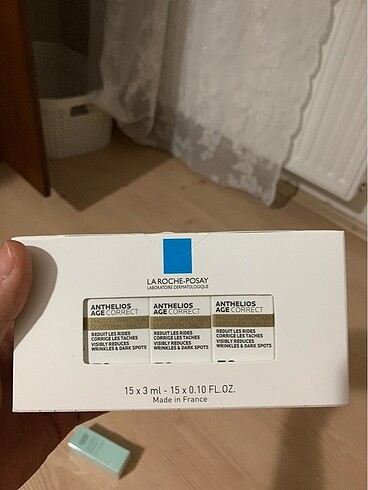 LA ROCHE-POSAY
LABORATOIRE DERMATOLOGIQUE
ANTHELIOS
AGE CORRECT
REDUIT LES RIDES
CORRIGE LES TACHES
VISIBLY REDUCES
WRINKLES & DARK SPOTS
ANTHELIOS
AGE CORRECT
REDUIT LES RIDES
CORRIGE LES TACHES
VISIBLY REDUCES
WRINKLES & DARK SPOTS
ANTHELIOS
AGE CORRECT
REDUIT LES RIDES
CORRIGE LES TACHES
VISIBLY REDUCES
WRINKLES & DARK SPOTS
15 x 3 ml - 15 x 0.10 FL.OZ.
Made in France